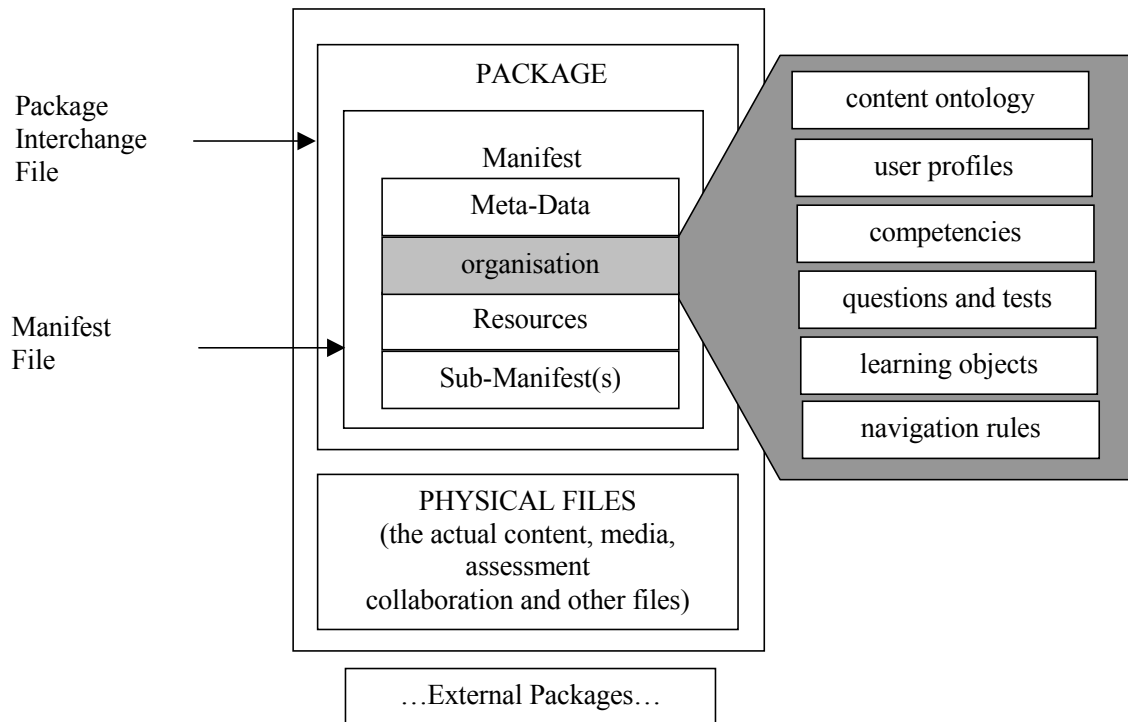 PACKAGE
Package
Interchange
File
Manifest
Meta-Data
organisation
Resources
Sub-Manifest(s)
Manifest
File
content ontology
user profiles
competencies
questions and tests
learning objects
navigation rules
PHYSICAL FILES
(the actual content, media,
assessment
collaboration and other files)
…External Packages…